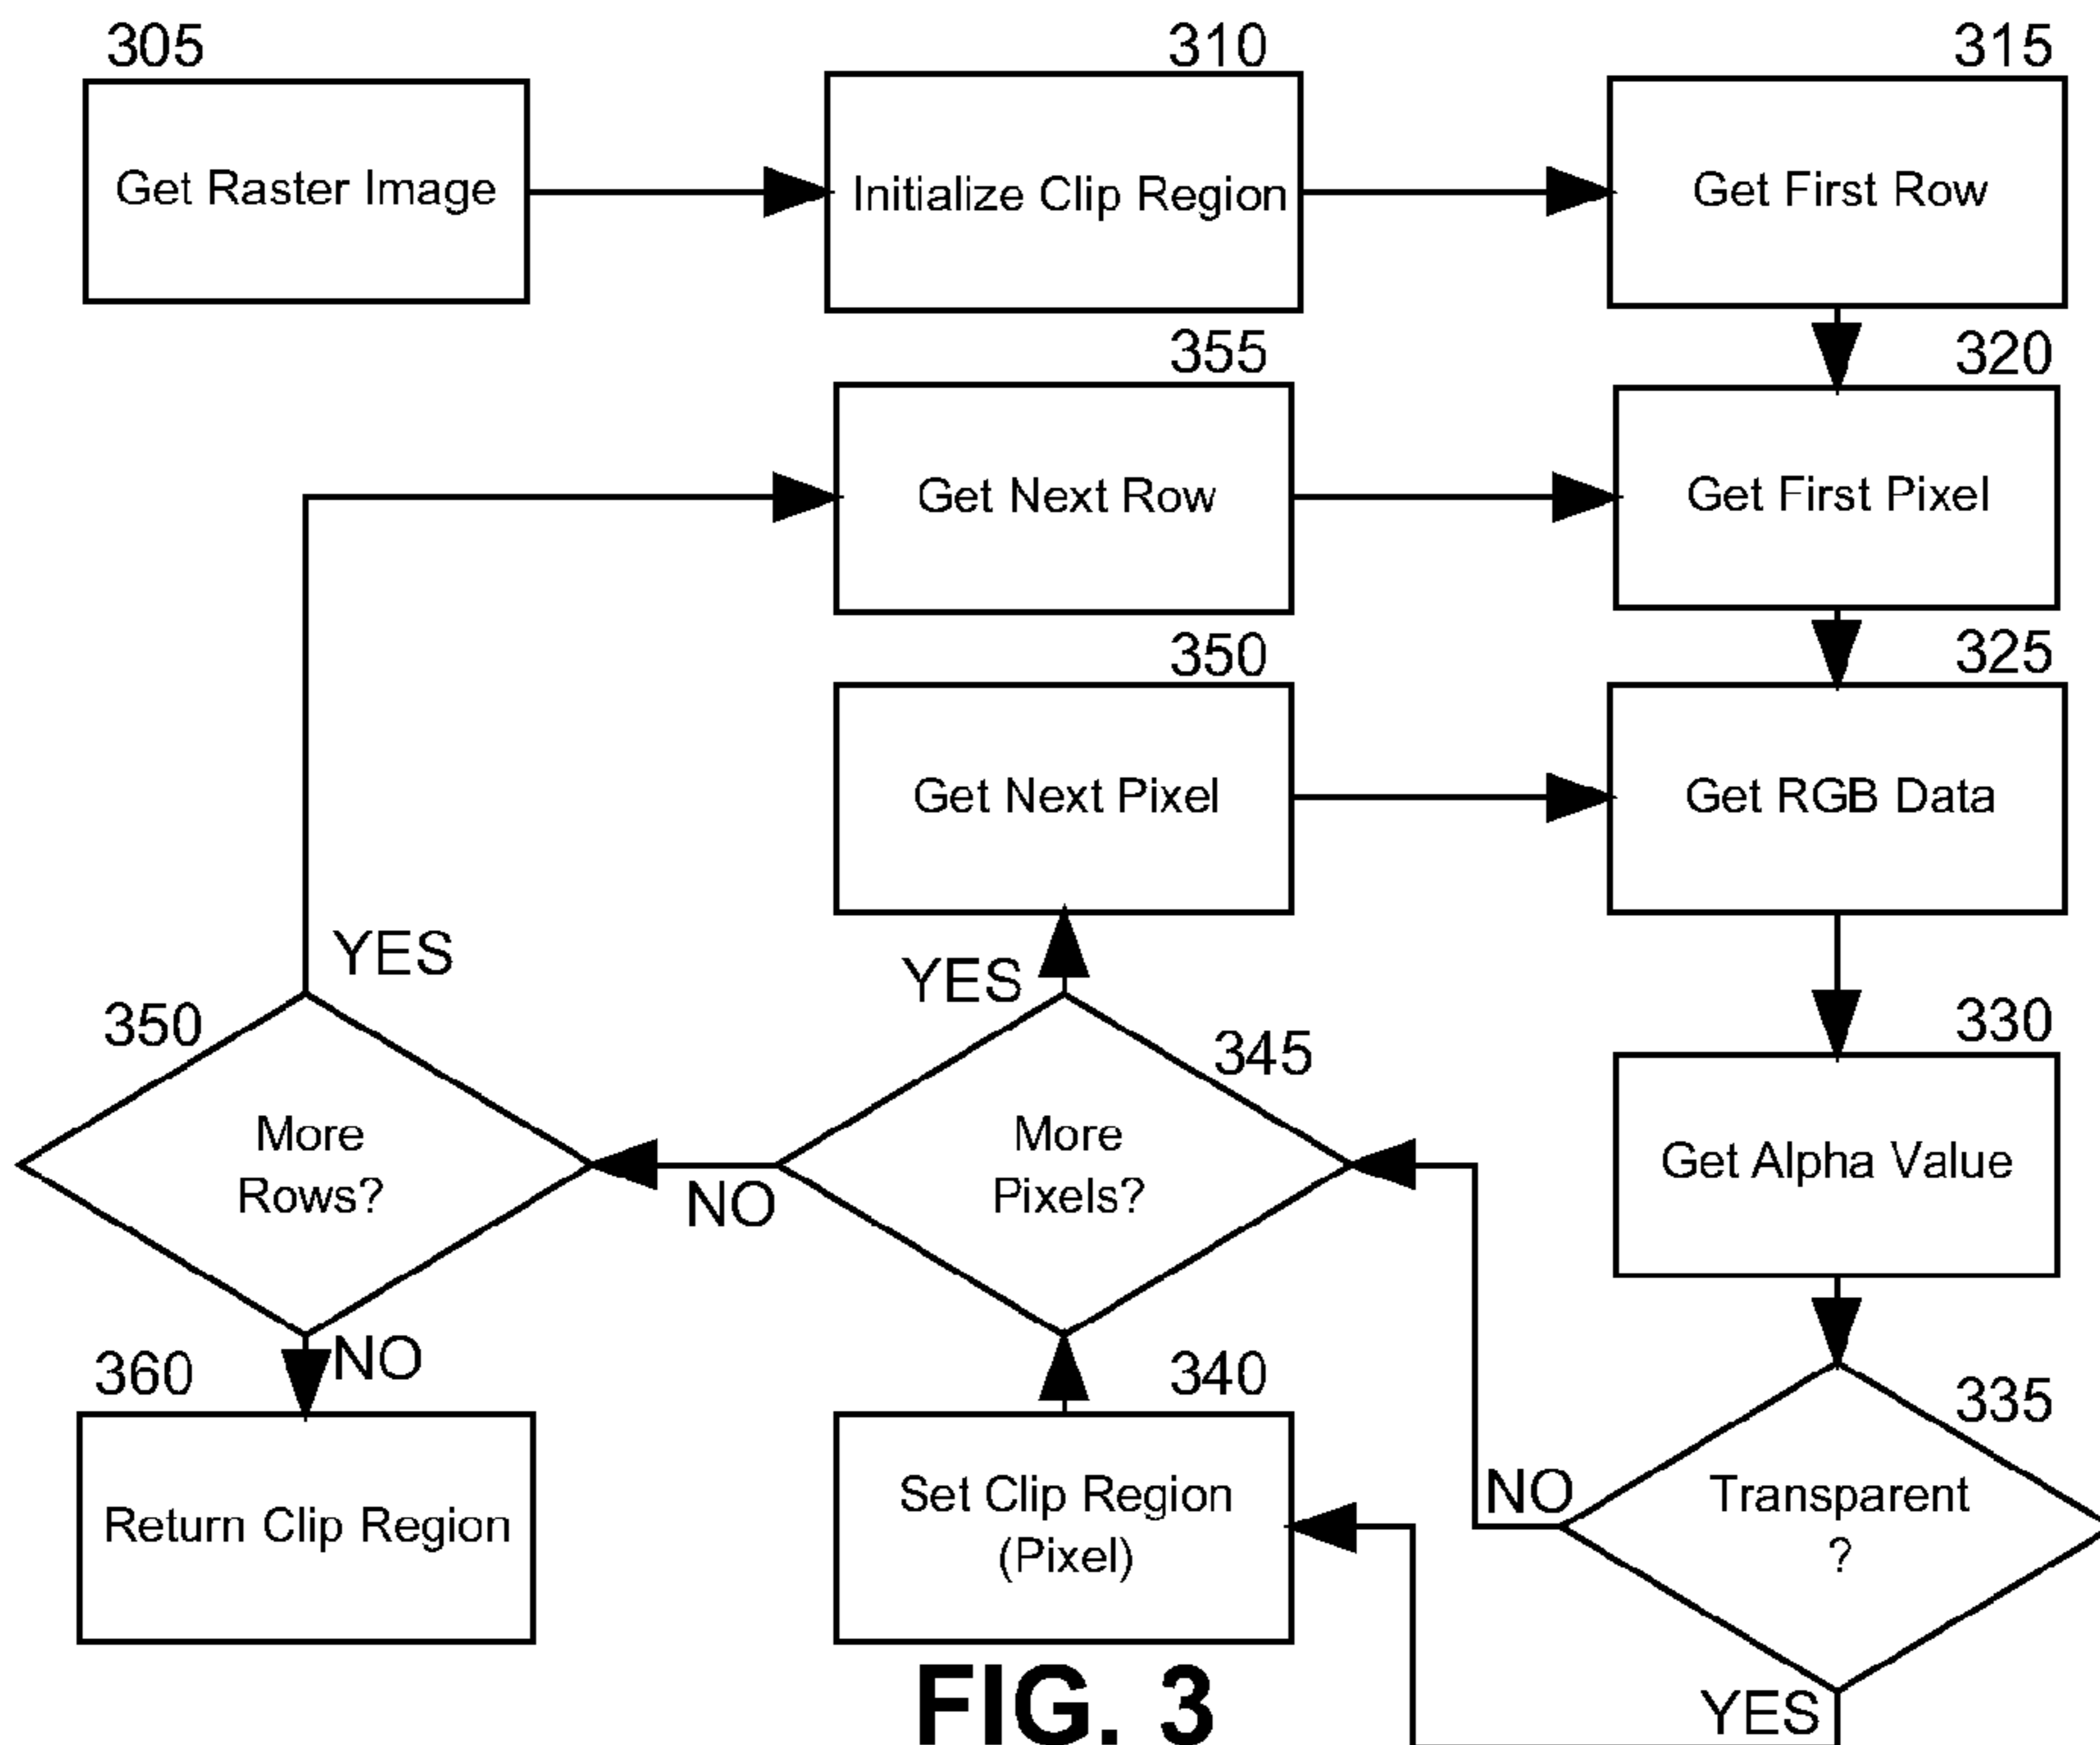 305
Get Raster Image
310
Initialize Clip Region
315
Get First Row
355
Get Next Row
320
Get First Pixel
350
Get Next Pixel
325
Get RGB Data
YES
350
More
Rows?
NO
YES
345
More
Pixels?
NO
330
Get Alpha Value
360
Return Clip Region
340
Set Clip Region
(Pixel)
335
Transparent
?
NO
YES
FIG. 3